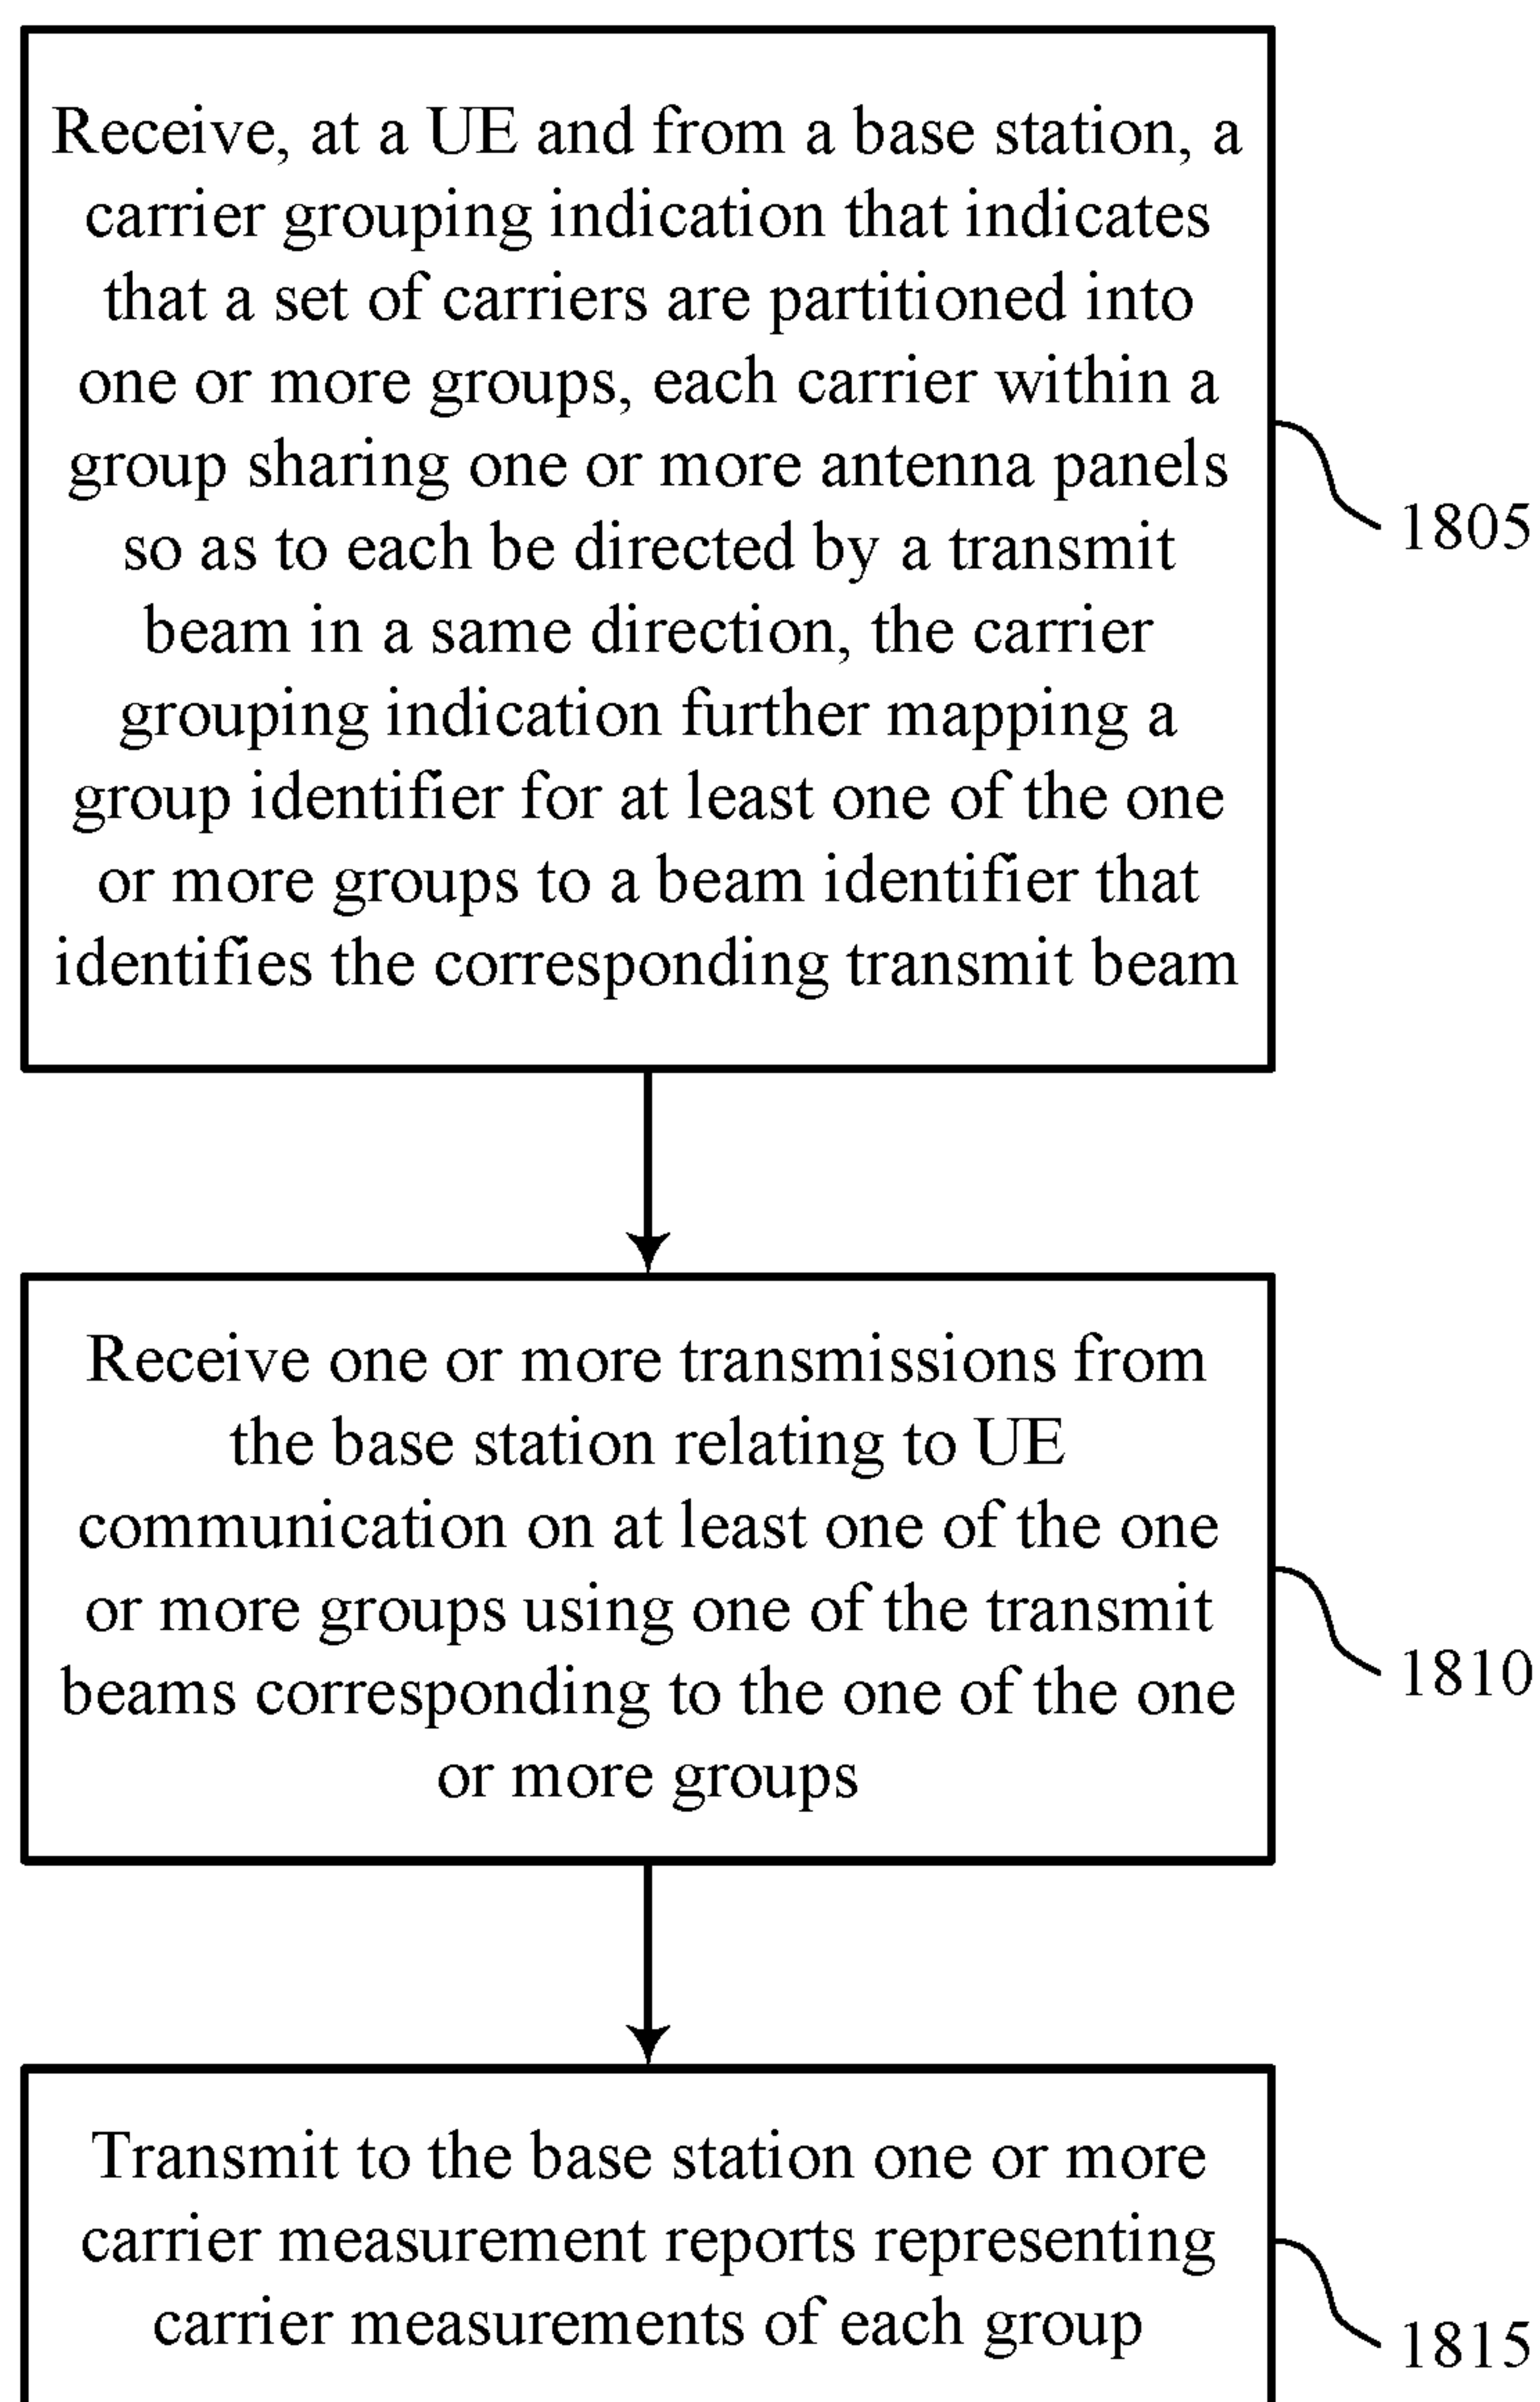 Receive, at a UE and from a base station, a
carrier grouping indication that indicates
that a set of carriers are partitioned into
one or more groups, each carrier within a
group sharing one or more antenna panels
so as to each be directed by a transmit
beam in a same direction, the carrier
grouping indication further mapping a
group identifier for at least one of the one
or more groups to a beam identifier that
identifies the corresponding transmit beam
1805
Receive one or more transmissions from
the base station relating to UE
communication on at least one of the one
or more groups using one of the transmit
beams corresponding to the one of the one
or more groups
1810
Transmit to the base station one or more
carrier measurement reports representing
carrier measurements of each group
1815